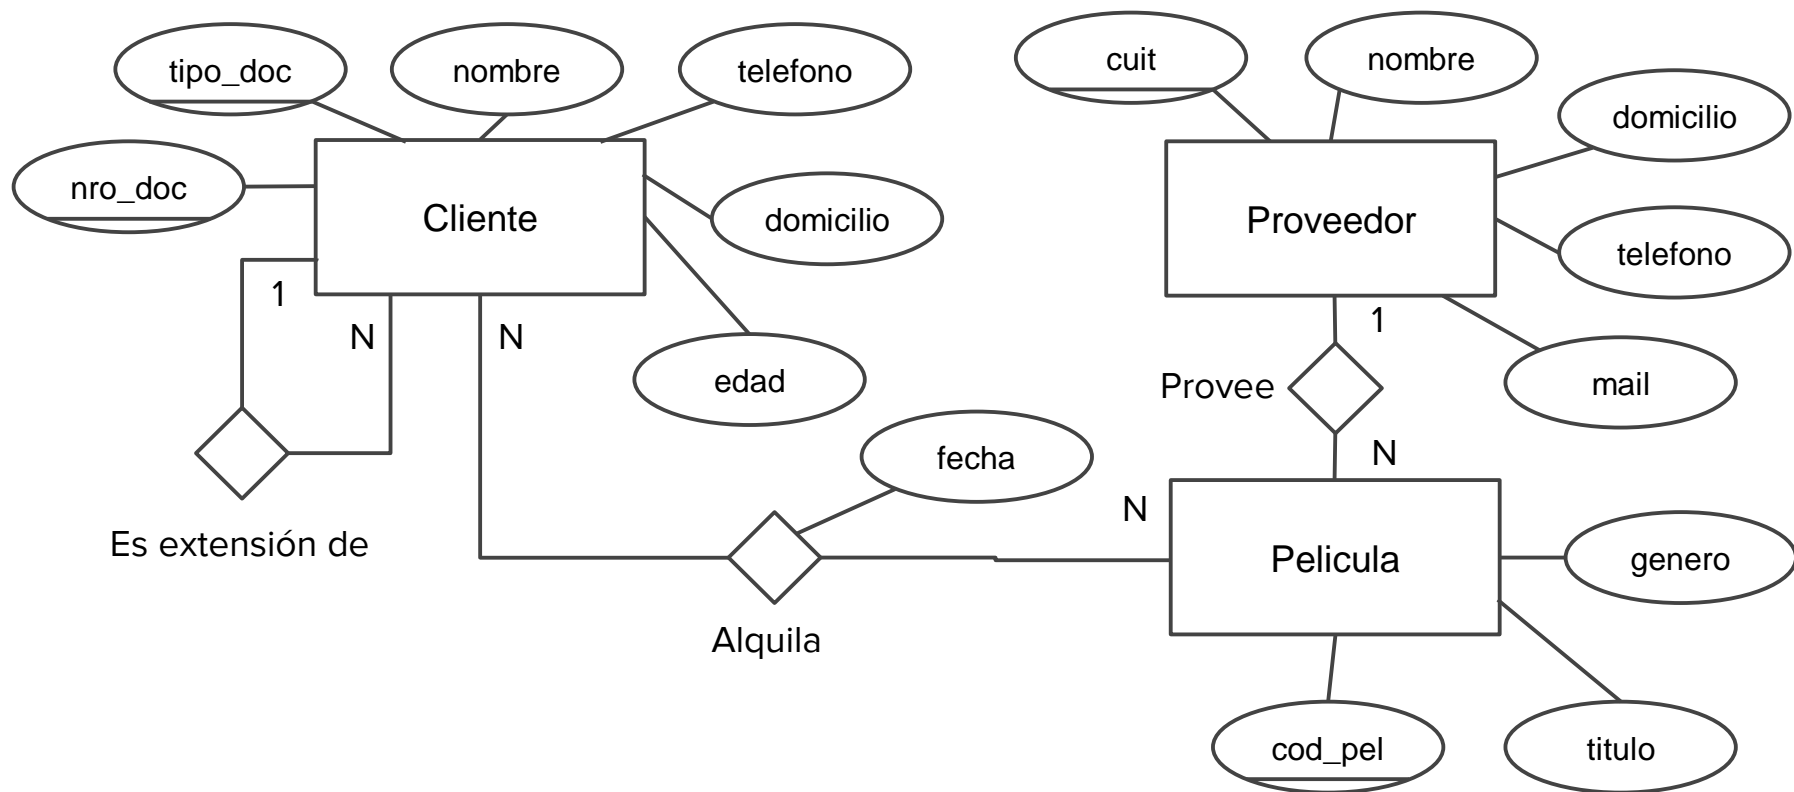 tipo_doc
nombre
telefono
nro_doc
Cliente
domicilio
edad
1
N
N
Es extensión de
fecha
Alquila
N
cuit
nombre
domicilio
Proveedor
telefono
mail
1
Provee
N
Pelicula
genero
cod_pel
titulo